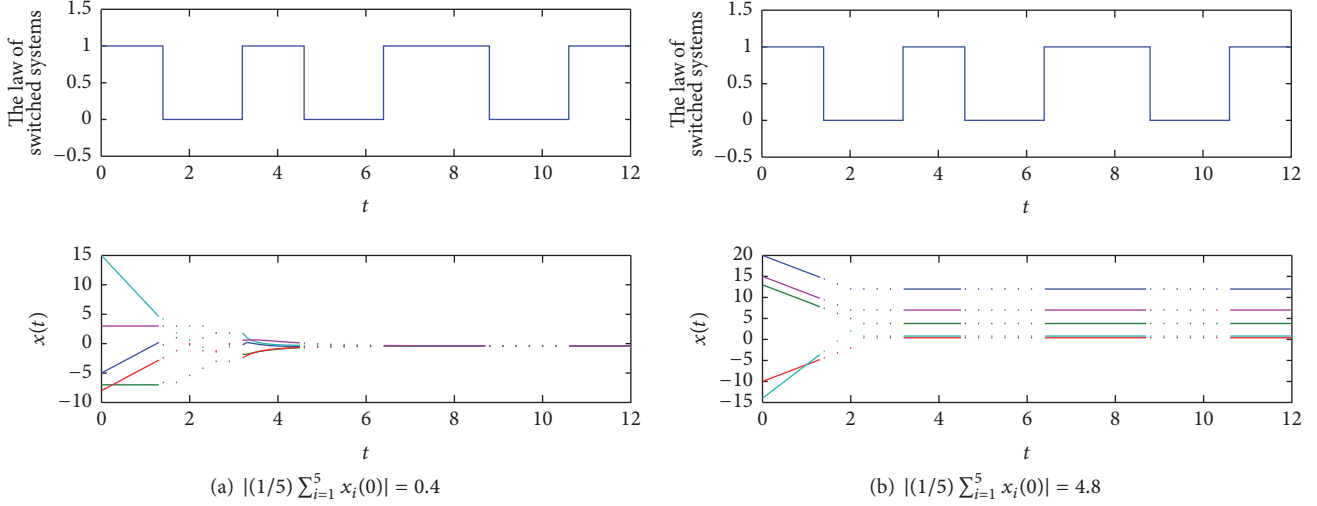 The law of
switched systems
1.5
1
0.5
0
−0.5
0 2 4 6 8 10 12
t
x(t)
15
10
5
0
−5
−10
0 2 4 6 8 10 12
t
(a) |(1/5) ∑⁵ᵢ₌₁ xᵢ(0)| = 0.4
The law of
switched systems
1.5
1
0.5
0
−0.5
0 2 4 6 8 10 12
t
x(t)
20
15
10
5
0
−5
−10
−15
0 2 4 6 8 10 12
t
(b) |(1/5) ∑⁵ᵢ₌₁ xᵢ(0)| = 4.8